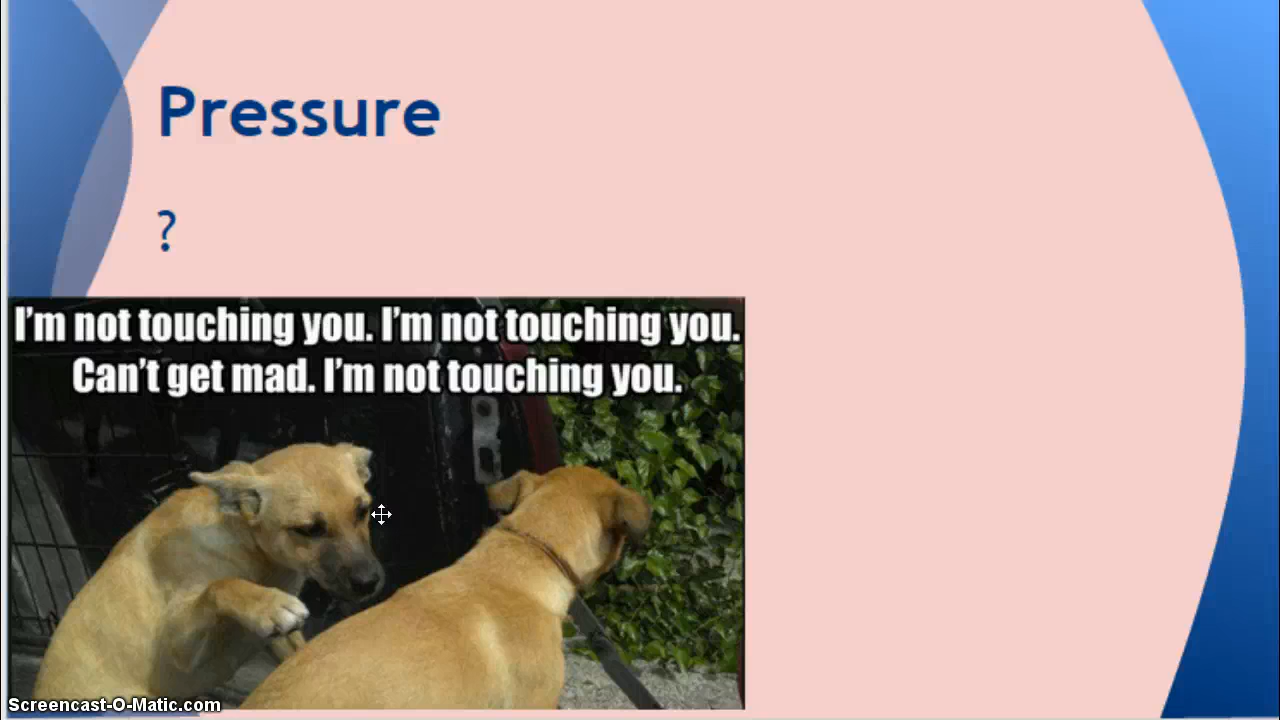 Pressure
?
I'm not touching you. I'm not touching you.
Can't get mad. I'm not touching you.
Screencast-O-Matic.com